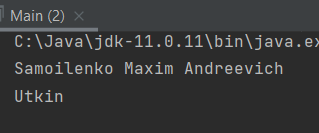 Main (2)
C:\Java\jdk-11.0.11\bin\java.ex
Samoilenko Maxim Andreevich
Utkin